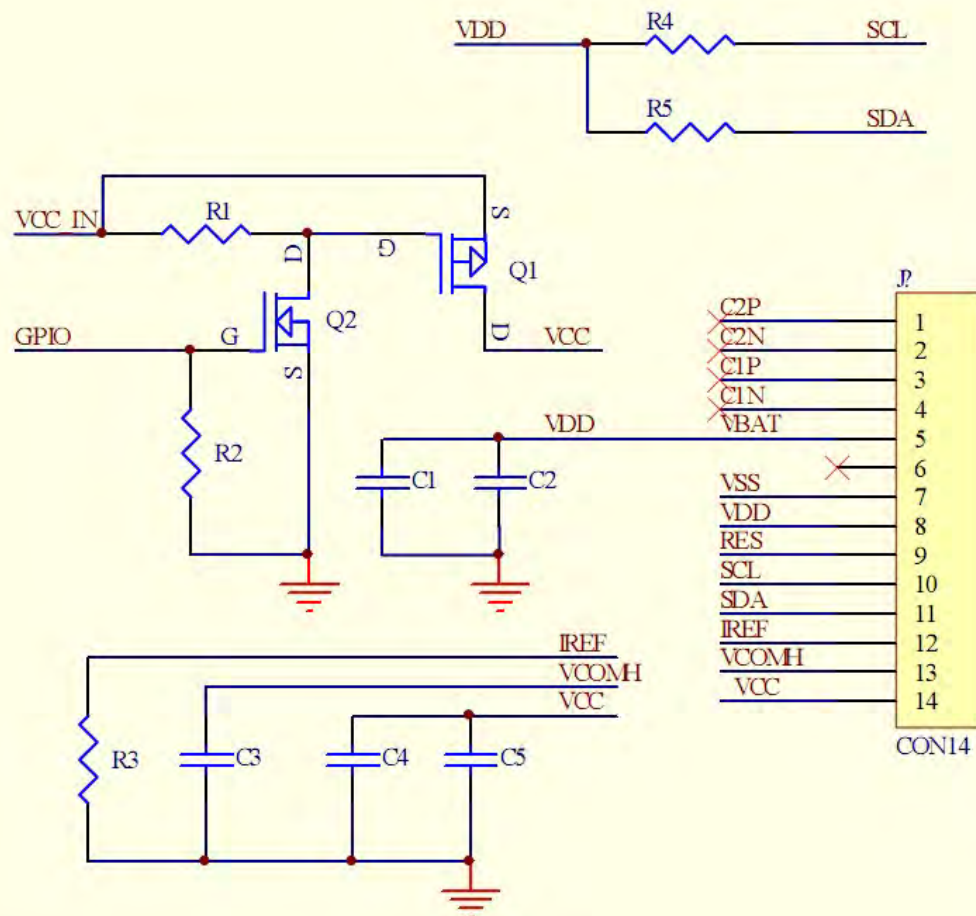 VDD
R4
SCL
R5
SDA
VCC_IN
R1
D
G
S
Q1
D
VCC
GPIO
G
Q2
S
R2
VDD
C1
C2
J?
C2P
1
C2N
2
C1P
3
C1N
4
VBAT
5
6
VSS
7
VDD
8
RES
9
SCL
10
SDA
11
IREF
12
VCOMH
13
VCC
14
CON14
IREF
VCOMH
VCC
R3
C3
C4
C5